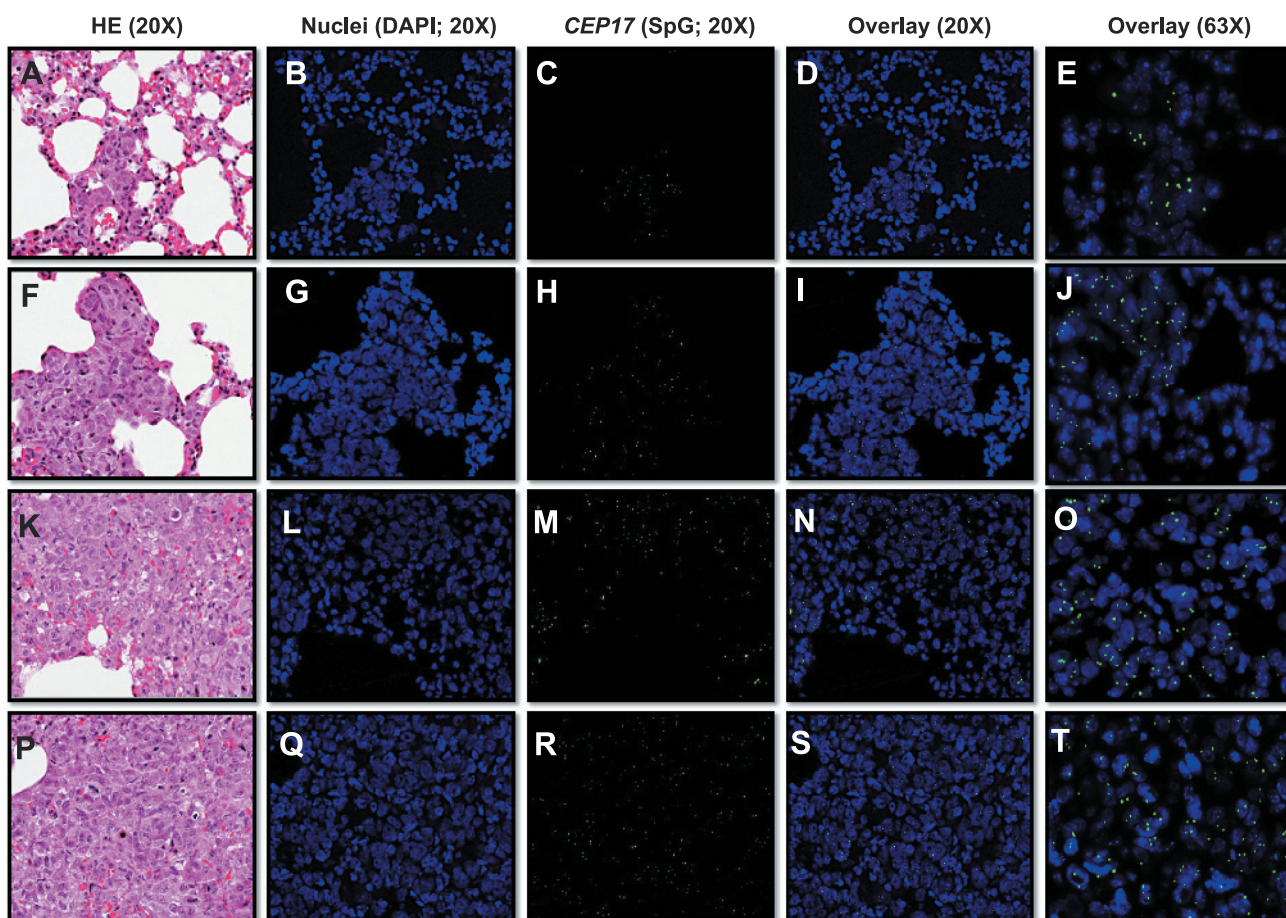 HE (20X) Nuclei (DAPI; 20X) CEP17 (SpG; 20X) Overlay (20X) Overlay (63X)
A B C D E
F G H I J
K L M N O
P Q R S T